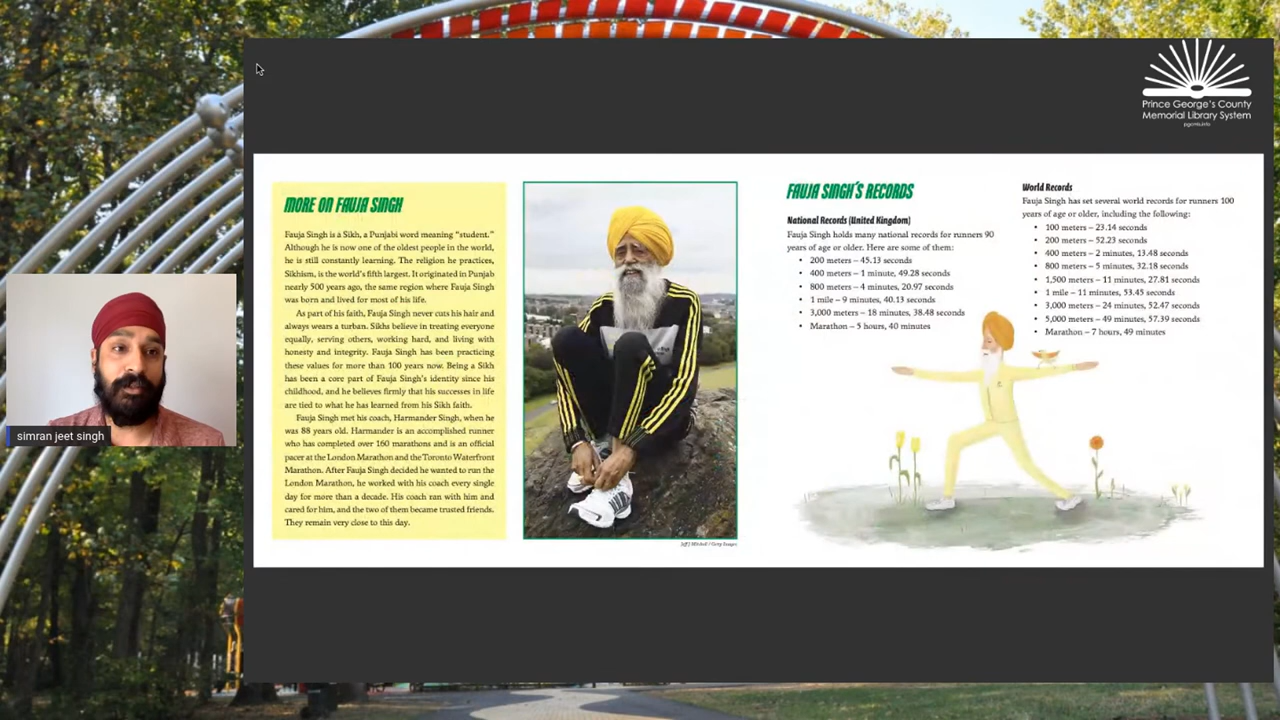 Prince George's County
Memorial Library System
pgcmls.info
MORE ON FAUJA SINGH
Fauja Singh is a Sikh, a Punjabi word meaning "student."
Although he is now one of the oldest people in the world,
he is still constantly learning. The religion he practices,
Sikhism, is the world's fifth largest. It originated in Punjab
nearly 500 years ago, the same region where Fauja Singh
was born and lived for most of his life.
As part of his faith, Fauja Singh never cuts his hair and
always wears a turban. Sikhs believe in treating everyone
equally, serving others, working hard, and living with
honesty and integrity. Fauja Singh has been practicing
these values for more than 100 years now. Being a Sikh
has been a core part of Fauja Singh's identity since his
childhood, and he believes firmly that his successes in life
are tied to what he has learned from his Sikh faith.
Fauja Singh met his coach, Harmander Singh, when he
was 88 years old. Harmander is an accomplished runner
who has completed over 160 marathons and is an official
pacer at the London Marathon and the Toronto Waterfront
Marathon. After Fauja Singh decided he wanted to run the
London Marathon, he worked with his coach every single
day for more than a decade. His coach ran with him and
cared for him, and the two of them became trusted friends.
They remain very close to this day.
Jeff J Mitchell / Getty Images
FAUJA SINGH'S RECORDS
National Records (United Kingdom)
Fauja Singh holds many national records for runners 90
years of age or older. Here are some of them:
• 200 meters – 45.13 seconds
• 400 meters – 1 minute, 49.28 seconds
• 800 meters – 4 minutes, 20.97 seconds
• 1 mile – 9 minutes, 40.13 seconds
• 3,000 meters – 18 minutes, 38.48 seconds
• Marathon – 5 hours, 40 minutes
World Records
Fauja Singh has set several world records for runners 100
years of age or older, including the following:
• 100 meters – 23.14 seconds
• 200 meters – 52.23 seconds
• 400 meters – 2 minutes, 13.48 seconds
• 800 meters – 5 minutes, 32.18 seconds
• 1,500 meters – 11 minutes, 27.81 seconds
• 1 mile – 11 minutes, 53.45 seconds
• 3,000 meters – 24 minutes, 52.47 seconds
• 5,000 meters – 49 minutes, 57.39 seconds
• Marathon – 7 hours, 49 minutes
simran jeet singh